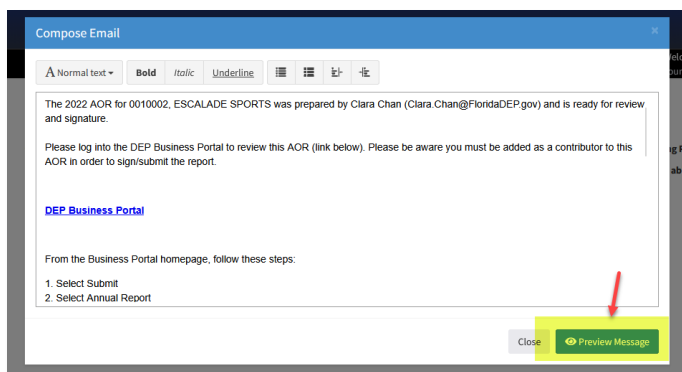 Compose Email
×
A Normal text Bold Italic Underline
The 2022 AOR for 0010002, ESCALADE SPORTS was prepared by Clara Chan (Clara.Chan@FloridaDEP.gov) and is ready for review
and signature.
Please log into the DEP Business Portal to review this AOR (link below). Please be aware you must be added as a contributor to this
AOR in order to sign/submit the report.
DEP Business Portal
From the Business Portal homepage, follow these steps:
1. Select Submit
2. Select Annual Report
Close Preview Message